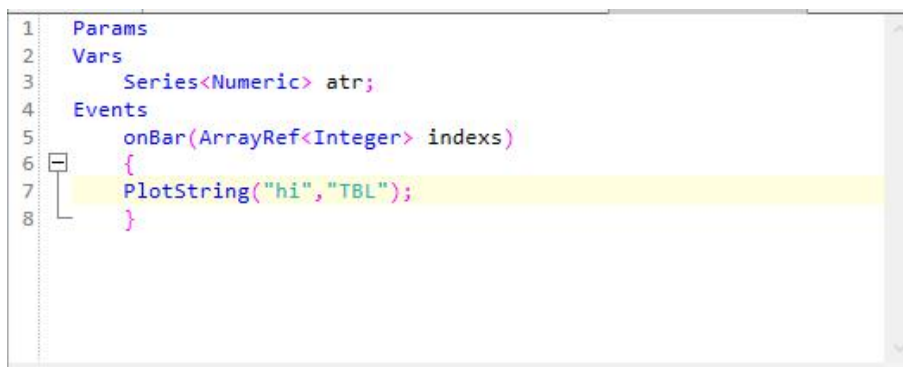 1 Params
2 Vars
3 Series<Numeric> atr;
4 Events
5 onBar(ArrayRef<Integer> indexs)
6 {
7 PlotString("hi","TBL");
8 }